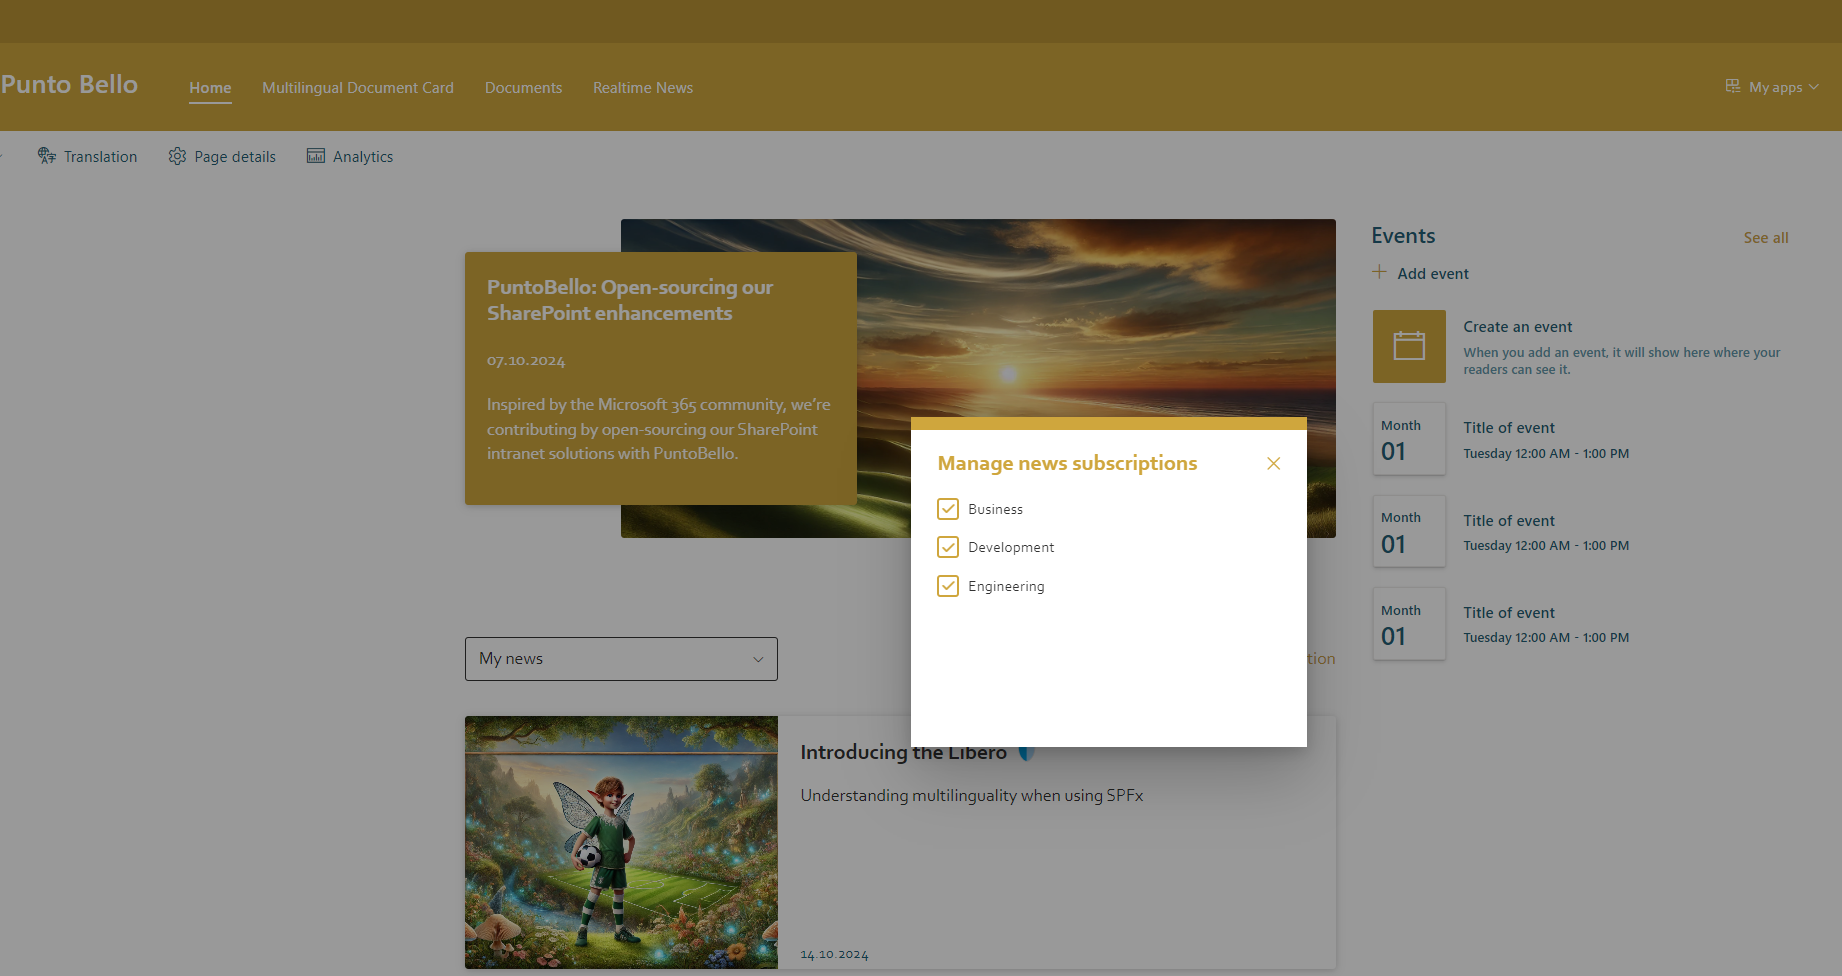 Punto Bello
Home
Multilingual Document Card
Documents
Realtime News
My apps
Translation
Page details
Analytics
PuntoBello: Open-sourcing our
SharePoint enhancements
07.10.2024
Inspired by the Microsoft 365 community, we're
contributing by open-sourcing our SharePoint
intranet solutions with PuntoBello.
Events
See all
Add event
Create an event
When you add an event, it will show here where your
readers can see it.
Month
01
Title of event
Tuesday 12:00 AM - 1:00 PM
Month
01
Title of event
Tuesday 12:00 AM - 1:00 PM
Month
01
Title of event
Tuesday 12:00 AM - 1:00 PM
Manage news subscriptions
Business
Development
Engineering
My news
Introducing the Libero
Understanding multilinguality when using SPFx
14.10.2024